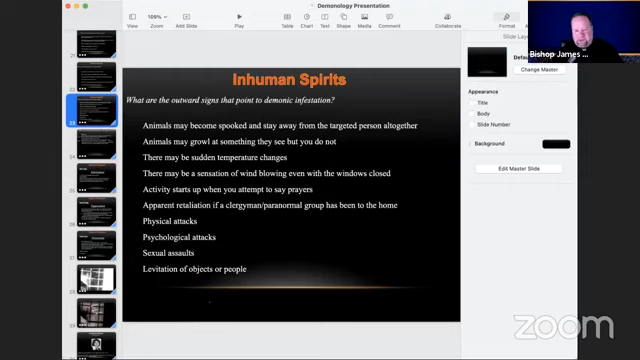 Demonology Presentation
109%
View
Zoom
Add Slide
Play
Table
Chart
Text
Shape
Media
Comment
Collaborate
Format
Bishop James
Slide Lay
Defau
Change Master
Appearance
Title
Body
Slide Number
Background
Edit Master Slide
Inhuman Spirits
What are the outward signs that point to demonic infestation?
Animals may become spooked and stay away from the targeted person altogether
Animals may growl at something they see but you do not
There may be sudden temperature changes
There may be a sensation of wind blowing even with the windows closed
Activity starts up when you attempt to say prayers
Apparent retaliation if a clergyman/paranormal group has been to the home
Physical attacks
Psychological attacks
Sexual assaults
Levitation of objects or people
zoom